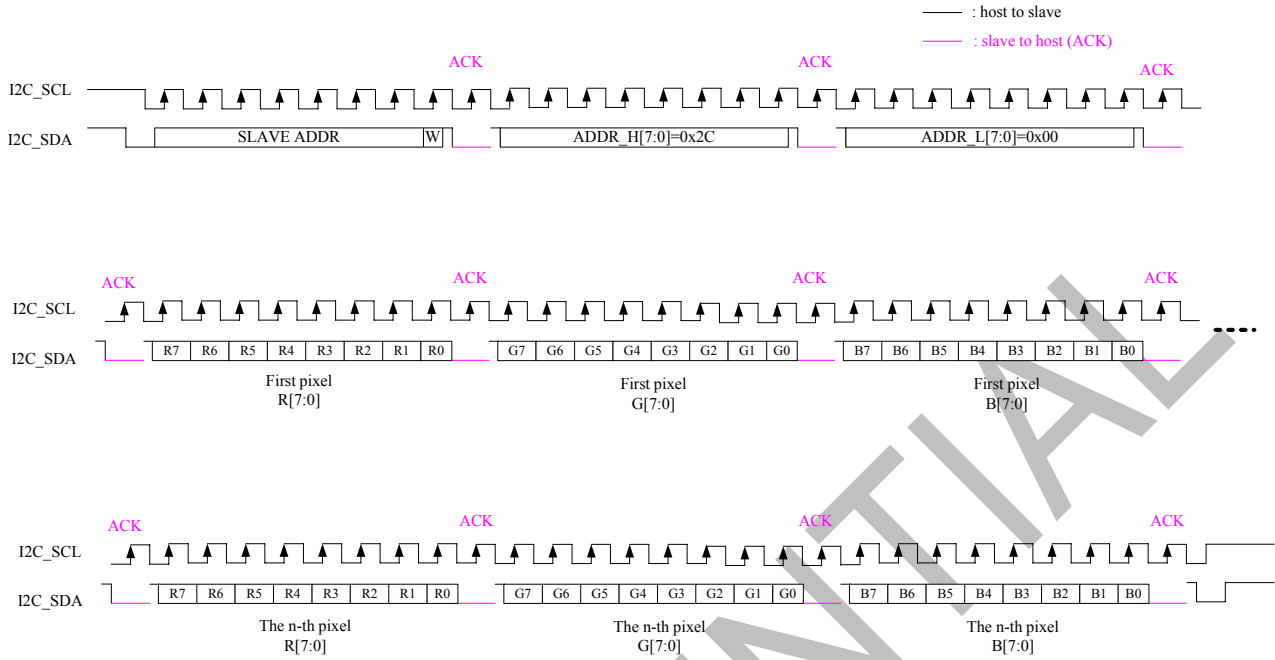 : host to slave
: slave to host (ACK)
ACK ACK ACK
I2C_SCL
I2C_SDA SLAVE ADDR W ADDR_H[7:0]=0x2C ADDR_L[7:0]=0x00
ACK ACK ACK ACK
I2C_SCL
I2C_SDA R7 R6 R5 R4 R3 R2 R1 R0 G7 G6 G5 G4 G3 G2 G1 G0 B7 B6 B5 B4 B3 B2 B1 B0
First pixel First pixel First pixel
R[7:0] G[7:0] B[7:0]
ACK ACK ACK ACK
I2C_SCL
I2C_SDA R7 R6 R5 R4 R3 R2 R1 R0 G7 G6 G5 G4 G3 G2 G1 G0 B7 B6 B5 B4 B3 B2 B1 B0
The n-th pixel The n-th pixel The n-th pixel
R[7:0] G[7:0] B[7:0]
NTIAL